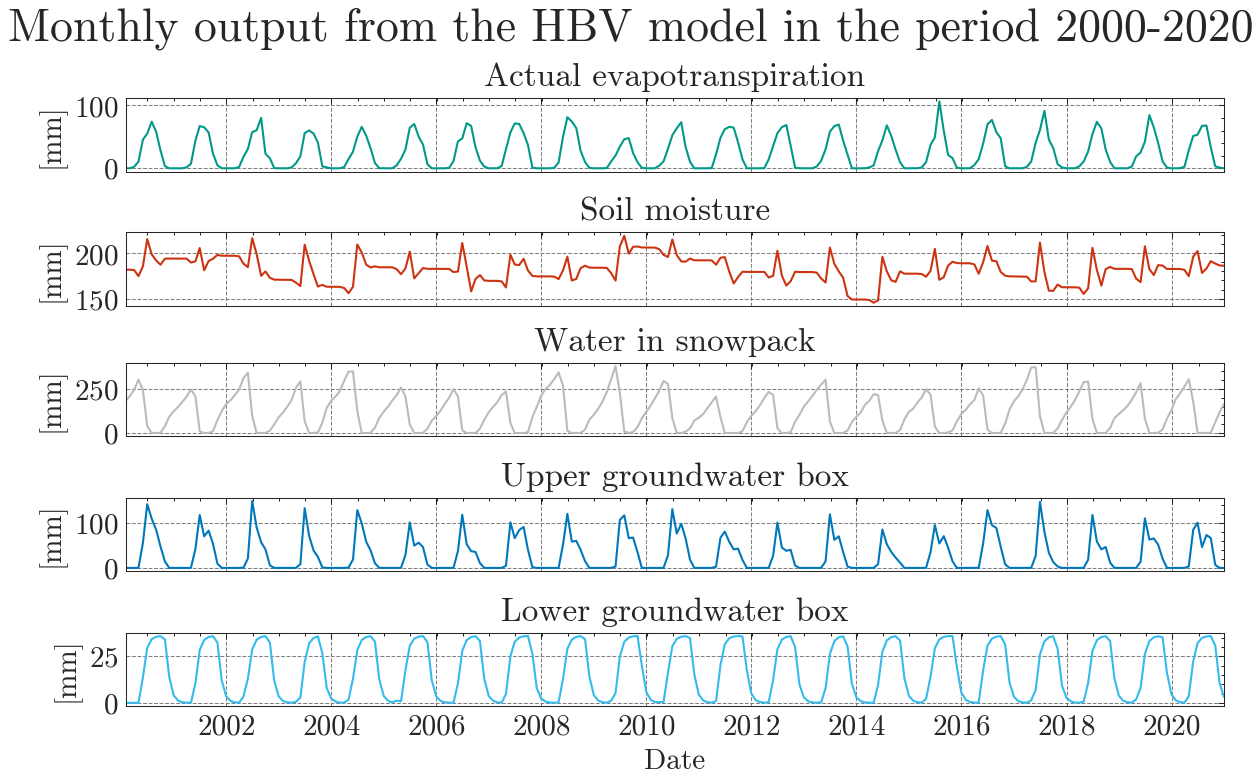 Monthly output from the HBV model in the period 2000-2020
Actual evapotranspiration
[mm]
100
0
Soil moisture
[mm]
200
150
Water in snowpack
[mm]
250
0
Upper groundwater box
[mm]
100
0
Lower groundwater box
[mm]
25
0
2002 2004 2006 2008 2010 2012 2014 2016 2018 2020
Date